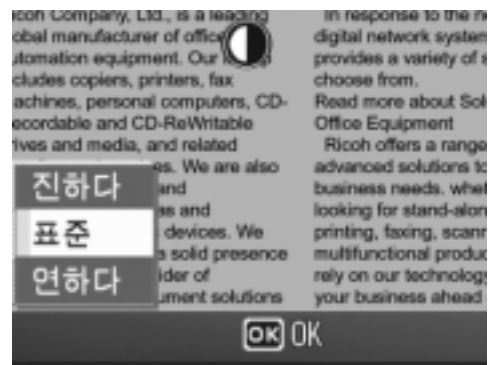 icoh Company, Ltd., is a leading
obal manufacturer of office
utomation equipment. Our
cludes copiers, printers, fax
achines, personal computers, CD-
ecordable and CD-ReWritable
rives and media, and related
es. We are also
and
as and
devices. We
a solid presence
ider of
ument solutions
In response to the
digital network system
provides a variety of s
choose from.
Read more about Sol
Office Equipment
Ricoh offers a range
advanced solutions to
business needs. whet
looking for stand-alon
printing, faxing, scann
multifunctional produc
rely on our technology
your business ahead
진하다
표준
연하다
OK OK